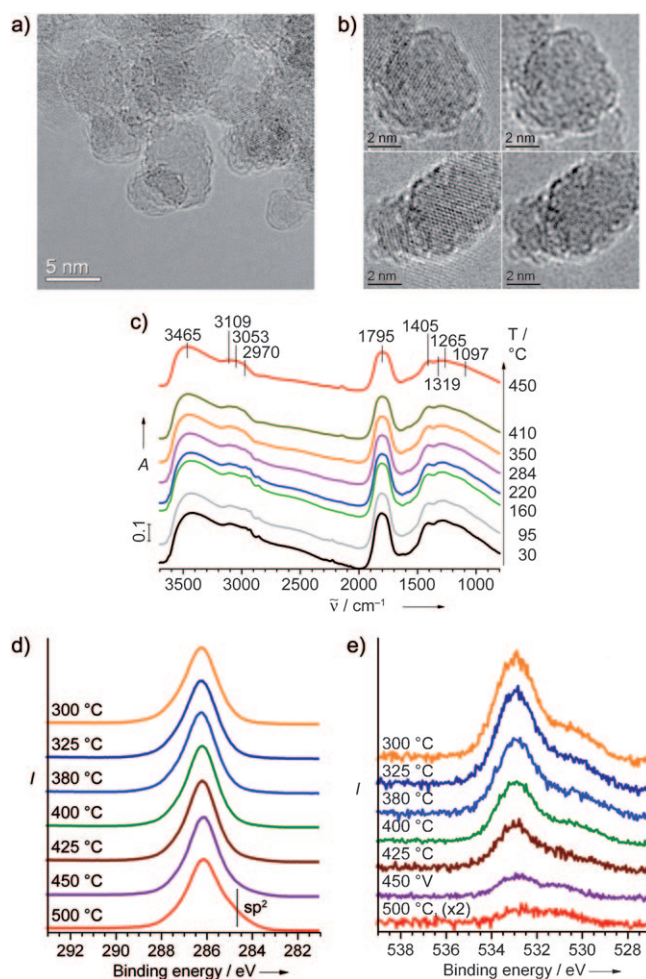 a)
5 nm
b)
2 nm
2 nm
2 nm
2 nm
c)
3465
3109
3053
2970
1795
1405
1265
1097
1319
T /
°C
450
410
350
284
220
160
95
30
A
0.1
3500 3000 2500 2000 1500 1000
ṽ / cm⁻¹
d)
300 °C
325 °C
380 °C
400 °C
425 °C
450 °C
500 °C
sp²
I
292 290 288 286 284 282
Binding energy / eV
e)
300 °C
325 °C
380 °C
400 °C
425 °C
450 °V
500 °C, (x2)
I
538 536 534 532 530 528
Binding energy / eV